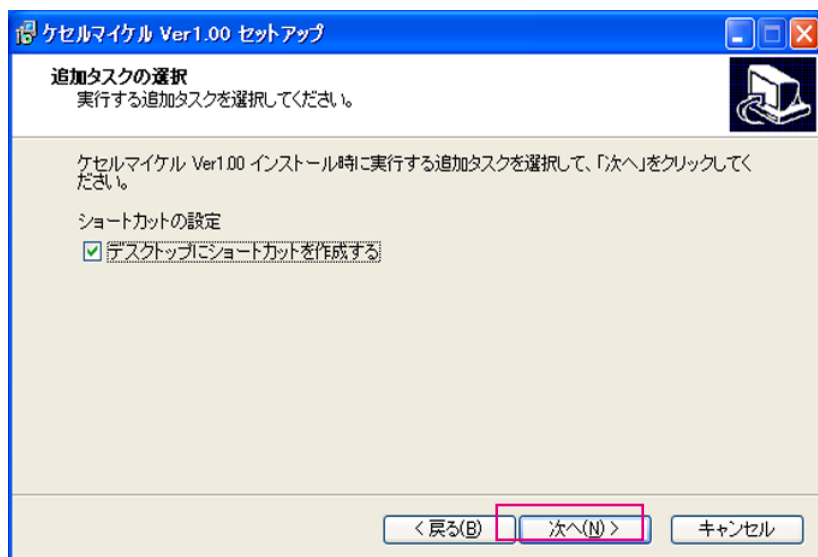 ケセルマイケル Ver1.00 セットアップ
追加タスクの選択
実行する追加タスクを選択してください。
ケセルマイケル Ver1.00 インストール時に実行する追加タスクを選択して、「次へ」をクリックしてく
ださい。
ショートカットの設定
デスクトップにショートカットを作成する
< 戻る(B)
次へ(N) >
キャンセル